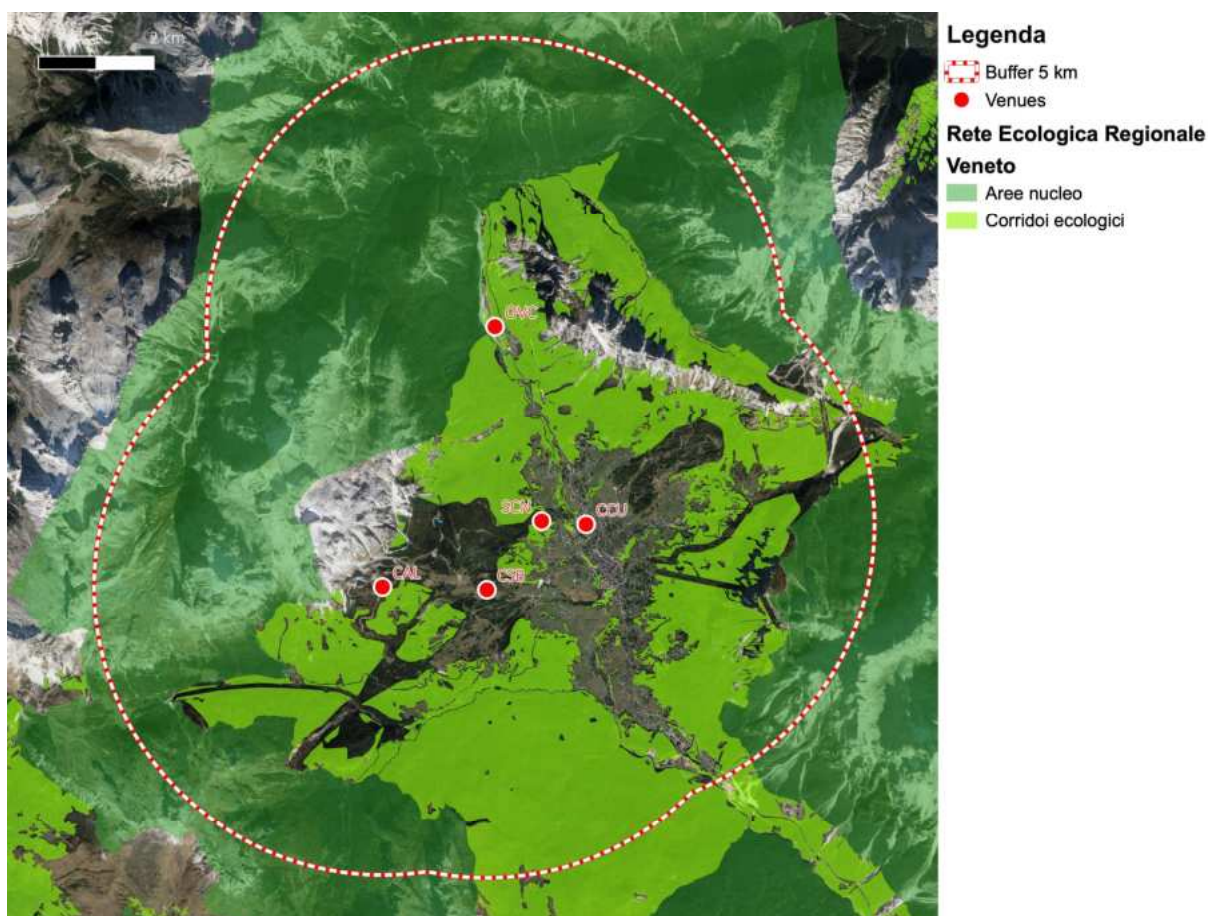 2 km
Legenda
Buffer 5 km
Venues
Rete Ecologica Regionale
Veneto
Aree nucleo
Corridoi ecologici
SCN
CCU
CAL
CSB